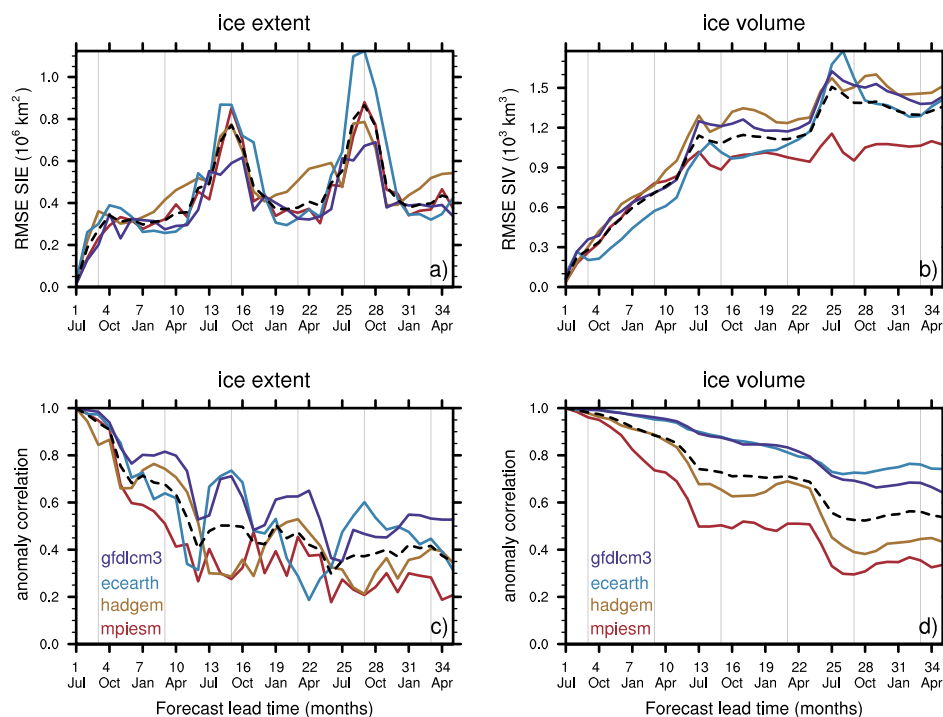 ice extent
RMSE SIE (10⁶ km²)
1.0
0.8
0.6
0.4
0.2
0.0
a)
1 4 7 10 13 16 19 22 25 28 31 34
Jul Oct Jan Apr Jul Oct Jan Apr Jul Oct Jan Apr
ice volume
RMSE SIV (10³ km³)
1.5
1.2
0.9
0.6
0.3
0.0
b)
1 4 7 10 13 16 19 22 25 28 31 34
Jul Oct Jan Apr Jul Oct Jan Apr Jul Oct Jan Apr
ice extent
anomaly correlation
1.0
0.8
0.6
0.4
0.2
0.0
gfdlcm3
ecearth
hadgem
mpiesm
c)
1 4 7 10 13 16 19 22 25 28 31 34
Jul Oct Jan Apr Jul Oct Jan Apr Jul Oct Jan Apr
Forecast lead time (months)
ice volume
anomaly correlation
1.0
0.8
0.6
0.4
0.2
0.0
gfdlcm3
ecearth
hadgem
mpiesm
d)
1 4 7 10 13 16 19 22 25 28 31 34
Jul Oct Jan Apr Jul Oct Jan Apr Jul Oct Jan Apr
Forecast lead time (months)